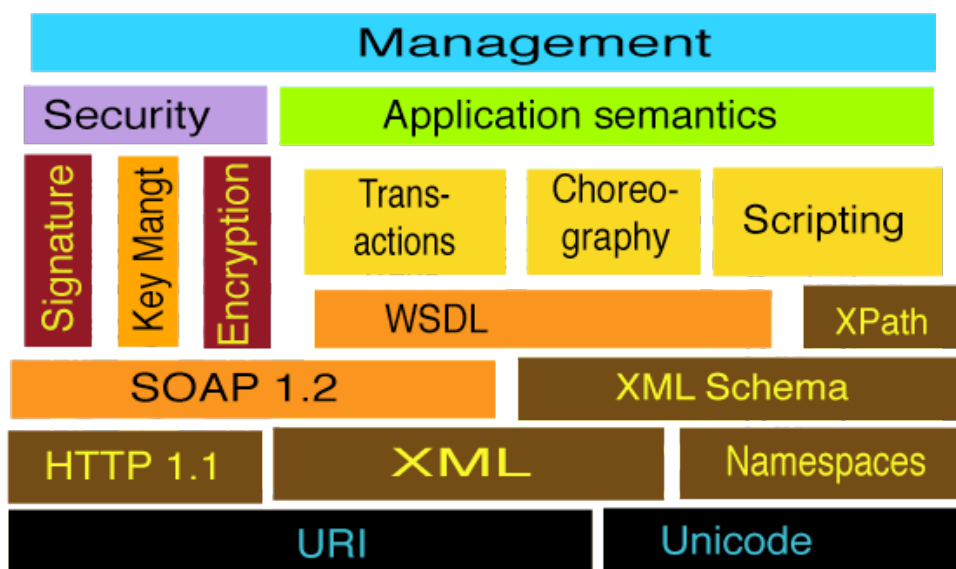 Management
Security
Application semantics
Signature
Key Mangt
Encryption
Trans-
actions
Choreo-
graphy
Scripting
WSDL
XPath
SOAP 1.2
XML Schema
HTTP 1.1
XML
Namespaces
URI
Unicode